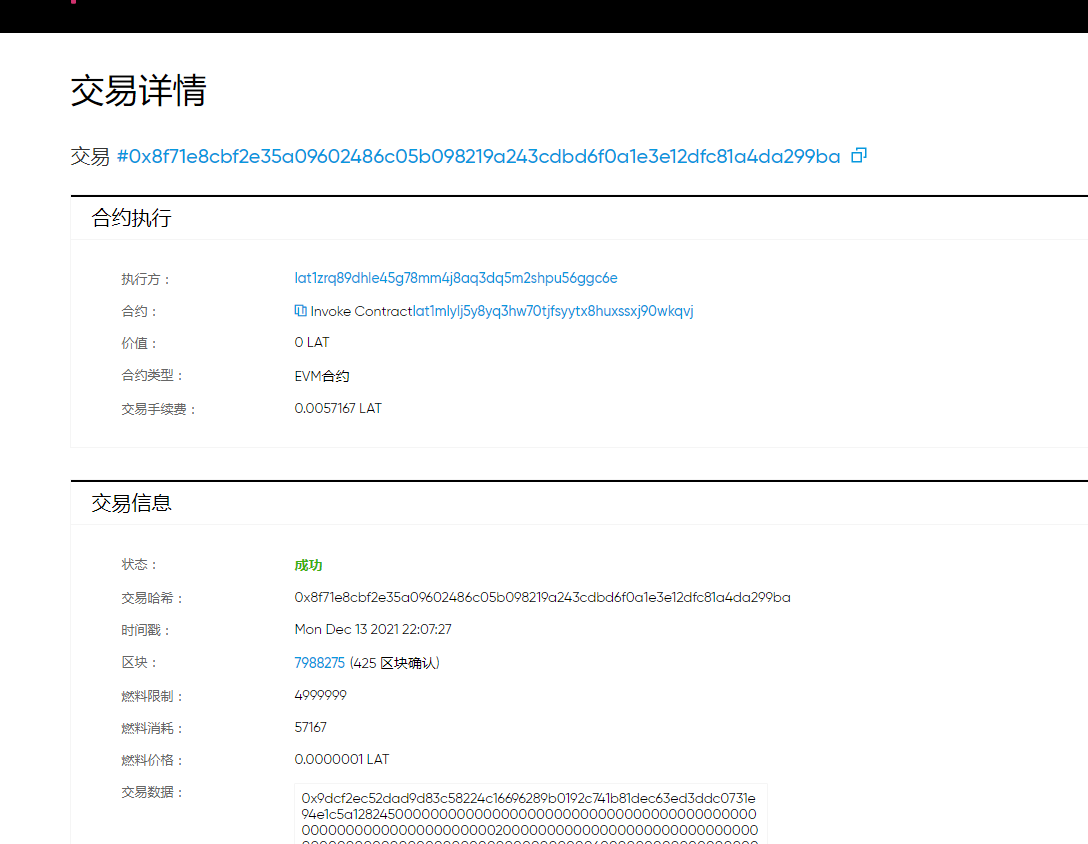 交易详情
交易 #0x8f71e8cbf2e35a09602486c05b098219a243cdbd6f0a1e3e12dfc81a4da299ba
合约执行
执行方： lat1zrq89dhle45g78mm4j8aq3dq5m2shpu56ggc6e
合约： Invoke Contractlat1mlylj5y8yq3hw70tjfsyytx8huxssxj90wkqvj
价值： 0 LAT
合约类型： EVM合约
交易手续费： 0.0057167 LAT
交易信息
状态： 成功
交易哈希： 0x8f71e8cbf2e35a09602486c05b098219a243cdbd6f0a1e3e12dfc81a4da299ba
时间戳： Mon Dec 13 2021 22:07:27
区块： 7988275 (425 区块确认)
燃料限制： 4999999
燃料消耗： 57167
燃料价格： 0.0000001 LAT
交易数据： 0x9dcf2ec52dad9d83c58224c16696289b0192c741b81dec63ed3ddc0731e